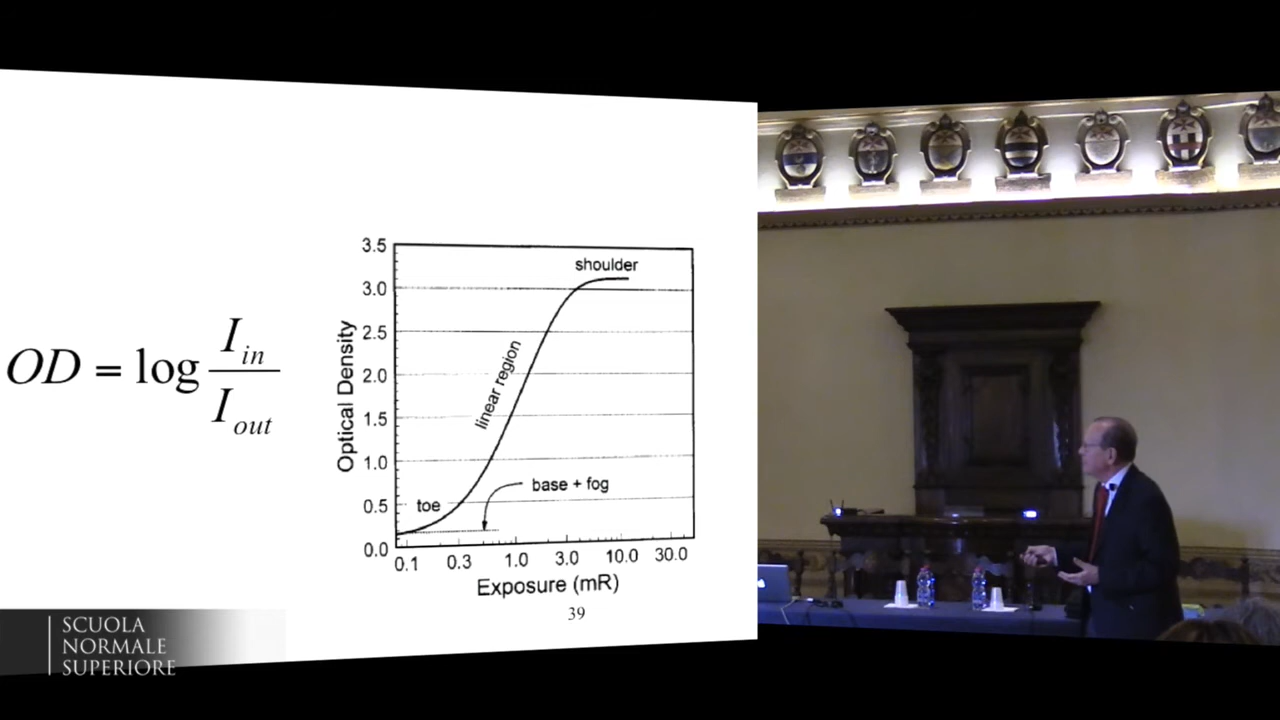 OD = log I_in / I_out
3.5
3.0
2.5
2.0
1.5
1.0
0.5
0.0
Optical Density
shoulder
linear region
toe
base + fog
0.1 0.3 1.0 3.0 10.0 30.0
Exposure (mR)
39
SCUOLA
NORMALE
SUPERIORE